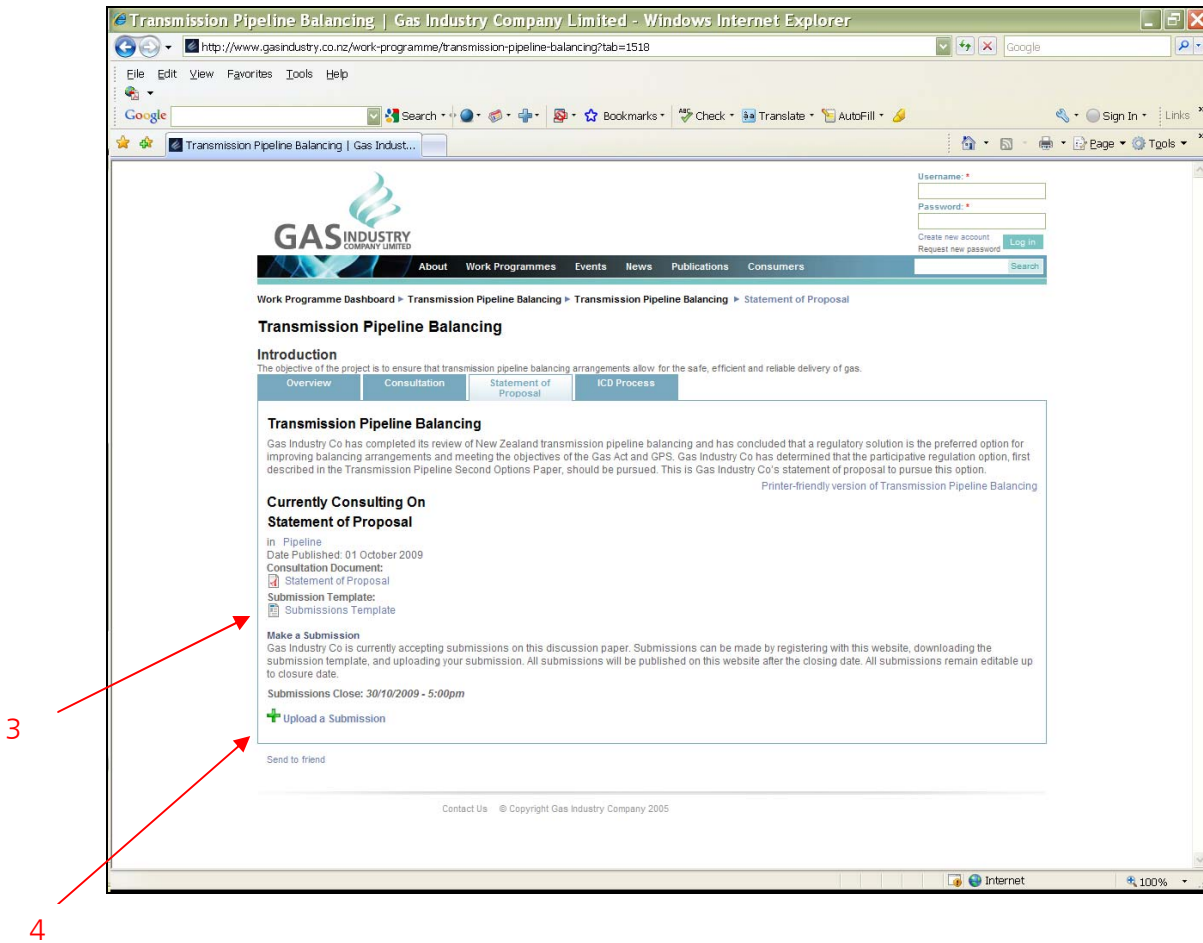 Transmission Pipeline Balancing | Gas Industry Company Limited - Windows Internet Explorer
http://www.gasindustry.co.nz/work-programme/transmission-pipeline-balancing?tab=1518
Google
File Edit View Favorites Tools Help
Google Search Bookmarks Check Translate AutoFill Sign In Links
Transmission Pipeline Balancing | Gas Indust... Page Tools
Username: *
Password: *
Create new account
Request new password
Log in
GAS INDUSTRY
COMPANY LIMITED
About Work Programmes Events News Publications Consumers Search
Work Programme Dashboard Transmission Pipeline Balancing Transmission Pipeline Balancing Statement of Proposal
Transmission Pipeline Balancing
Introduction
The objective of the project is to ensure that transmission pipeline balancing arrangements allow for the safe, efficient and reliable delivery of gas.
Overview Consultation Statement of Proposal ICD Process
Transmission Pipeline Balancing
Gas Industry Co has completed its review of New Zealand transmission pipeline balancing and has concluded that a regulatory solution is the preferred option for
improving balancing arrangements and meeting the objectives of the Gas Act and GPS. Gas Industry Co has determined that the participative regulation option, first
described in the Transmission Pipeline Second Options Paper, should be pursued. This is Gas Industry Co's statement of proposal to pursue this option.
Printer-friendly version of Transmission Pipeline Balancing
Currently Consulting On
Statement of Proposal
in Pipeline
Date Published: 01 October 2009
Consultation Document:
Statement of Proposal
Submission Template:
Submissions Template
Make a Submission
Gas Industry Co is currently accepting submissions on this discussion paper. Submissions can be made by registering with this website, downloading the
submission template, and uploading your submission. All submissions will be published on this website after the closing date. All submissions remain editable up
to closure date.
Submissions Close: 30/10/2009 - 5:00pm
3
Upload a Submission
Send to friend
Contact Us © Copyright Gas Industry Company 2005
Internet 100%
4